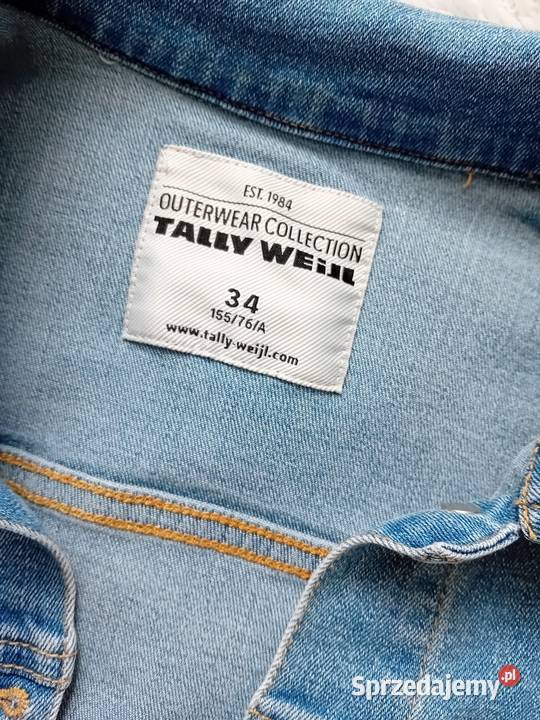 EST. 1984
OUTERWEAR COLLECTION
TALLY WEiJL
34
155/76/A
www.tally-weijl.com
Sprzedajemy.pl